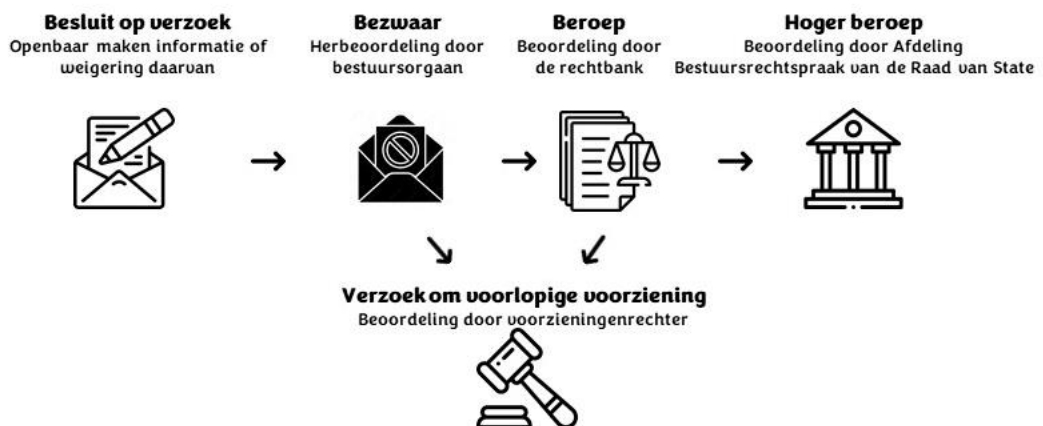 Besluit op verzoek
Openbaar maken informatie of
weigering daarvan
Bezwaar
Herbeoordeling door
bestuursorgaan
Beroep
Beoordeling door
de rechtbank
Hoger beroep
Beoordeling door Afdeling
Bestuursrechtspraak van de Raad van State
Verzoek om voorlopige voorziening
Beoordeling door voorzieningenrechter